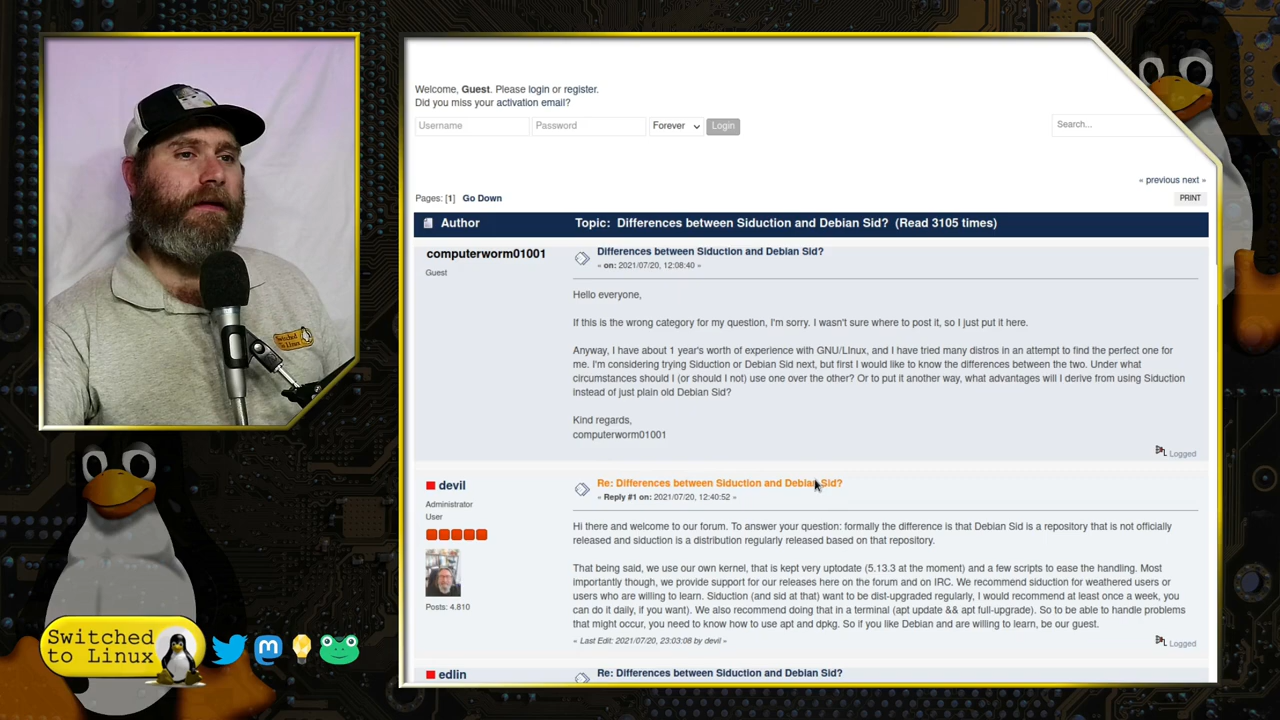 Welcome, Guest. Please login or register.
Did you miss your activation email?
Username
Password
Forever
Login
Search...
« previous next »
Pages: [1] Go Down
PRINT
Author
Topic: Differences between Siduction and Debian Sid? (Read 3105 times)
computerworm01001
Guest
Differences between Siduction and Debian Sid?
« on: 2021/07/20, 12:08:40 »
Hello everyone,
If this is the wrong category for my question, I'm sorry. I wasn't sure where to post it, so I just put it here.
Anyway, I have about 1 year's worth of experience with GNU/LInux, and I have tried many distros in an attempt to find the perfect one for
me. I'm considering trying Siduction or Debian Sid next, but first I would like to know the differences between the two. Under what
circumstances should I (or should I not) use one over the other? Or to put it another way, what advantages will I derive from using Siduction
instead of just plain old Debian Sid?
Kind regards,
computerworm01001
Logged
devil
Administrator
User
Posts: 4.810
Re: Differences between Siduction and Debian Sid?
« Reply #1 on: 2021/07/20, 12:40:52 »
Hi there and welcome to our forum. To answer your question: formally the difference is that Debian Sid is a repository that is not officially
released and siduction is a distribution regularly released based on that repository.
That being said, we use our own kernel, that is kept very uptodate (5.13.3 at the moment) and a few scripts to ease the handling. Most
importantly though, we provide support for our releases here on the forum and on IRC. We recommend siduction for weathered users or
users who are willing to learn. Siduction (and sid at that) want to be dist-upgraded regularly, I would recommend at least once a week, you
can do it daily, if you want). We also recommend doing that in a terminal (apt update && apt full-upgrade). So to be able to handle problems
that might occur, you need to know how to use apt and dpkg. So if you like Debian and are willing to learn, be our guest.
« Last Edit: 2021/07/20, 23:03:08 by devil »
Logged
edlin
Re: Differences between Siduction and Debian Sid?
Switched
to Linux
Switched
to Linux